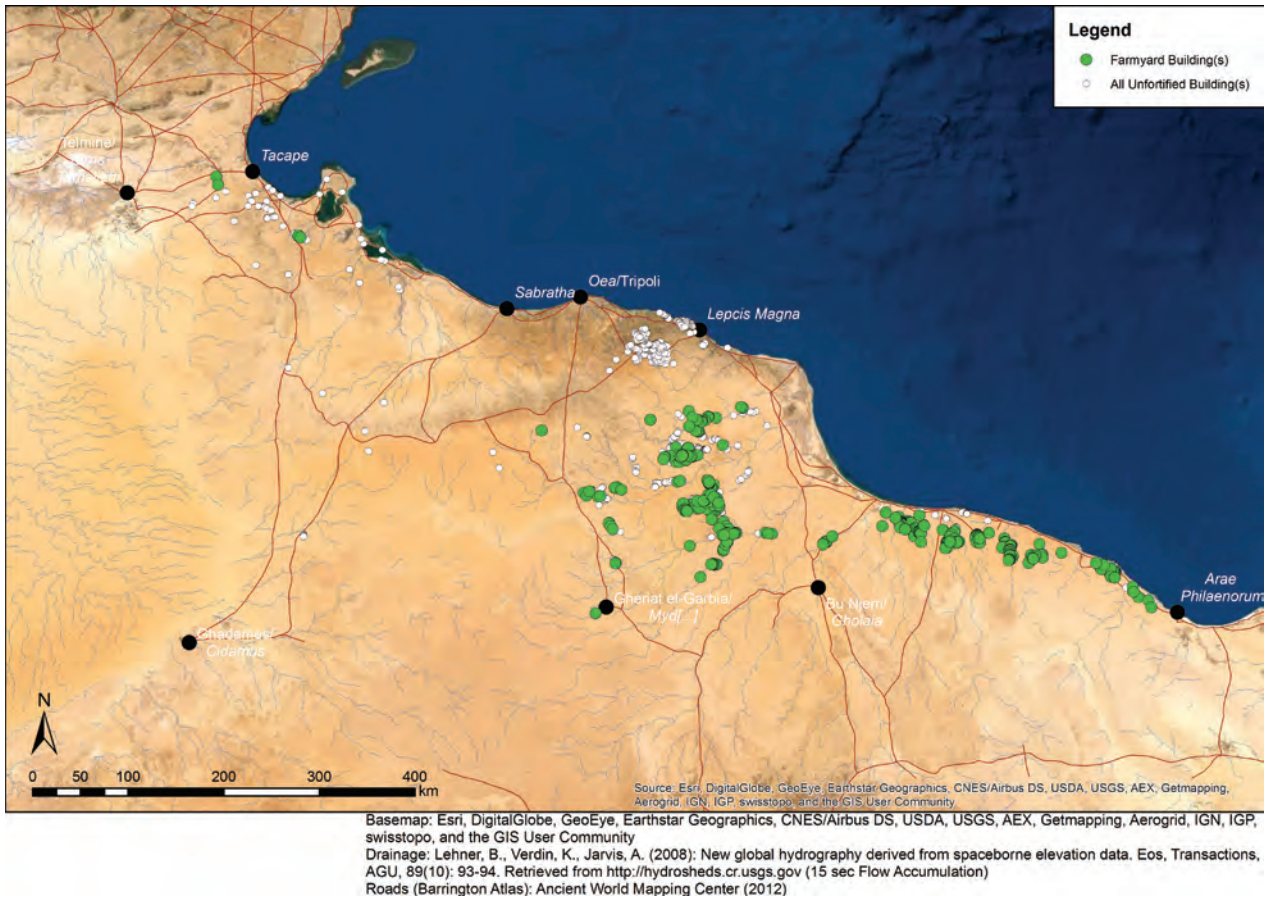 Legend
Farmyard Building(s)
All Unfortified Building(s)
Telmine/
Tacape
Oea/Tripoli
Sabratha
Lepcis Magna
Arae
Philaenorum
Gheriat el-Garbia/
Myd[...]
Bu Njem/
Gholaia
Ghadames/
Cidamus
N
0 50 100 200 300 400
km
Source: Esri, DigitalGlobe, GeoEye, Earthstar Geographics, CNES/Airbus DS, USDA, USGS, AEX, Getmapping,
Aerogrid, IGN, IGP, swisstopo, and the GIS User Community
Basemap: Esri, DigitalGlobe, GeoEye, Earthstar Geographics, CNES/Airbus DS, USDA, USGS, AEX, Getmapping, Aerogrid, IGN, IGP,
swisstopo, and the GIS User Community
Drainage: Lehner, B., Verdin, K., Jarvis, A. (2008): New global hydrography derived from spaceborne elevation data. Eos, Transactions,
AGU, 89(10): 93-94. Retrieved from http://hydrosheds.cr.usgs.gov (15 sec Flow Accumulation)
Roads (Barrington Atlas): Ancient World Mapping Center (2012)